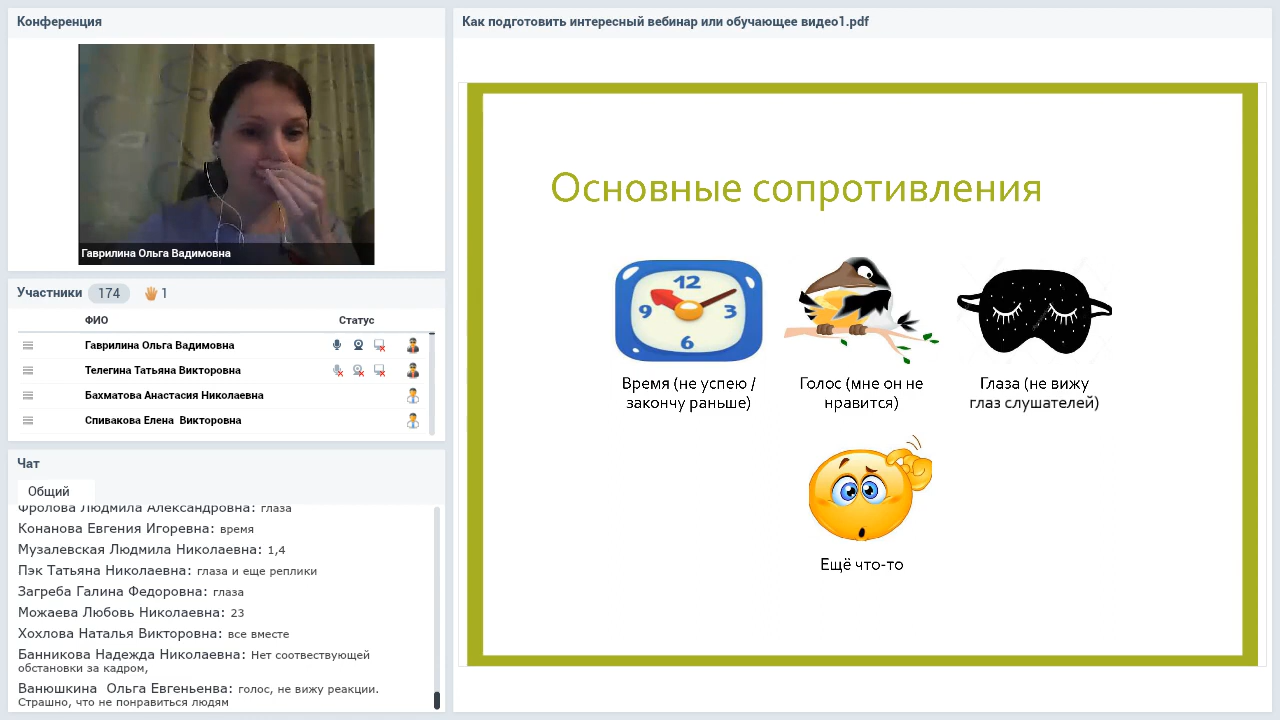 Конференция
Гаврилина Ольга Вадимовна
Участники 174 1
ФИО Статус
Гаврилина Ольга Вадимовна
Телегина Татьяна Викторовна
Бахматова Анастасия Николаевна
Спивакова Елена Викторовна
Чат
Общий
Фролова Людмила Александровна: глаза
Конанова Евгения Игоревна: время
Музалевская Людмила Николаевна: 1,4
Пэк Татьяна Николаевна: глаза и еще реплики
Загреба Галина Федоровна: глаза
Можаева Любовь Николаевна: 23
Хохлова Наталья Викторовна: все вместе
Банникова Надежда Николаевна: Нет соотвествующей
обстановки за кадром,
Ванюшкина Ольга Евгеньенва: голос, не вижу реакции.
Страшно, что не понравиться людям
Как подготовить интересный вебинар или обучающее видео1.pdf
Основные сопротивления
12
9 3
6
Время (не успею /
закончу раньше)
Голос (мне он не
нравится)
Глаза (не вижу
глаз слушателей)
Ещё что-то